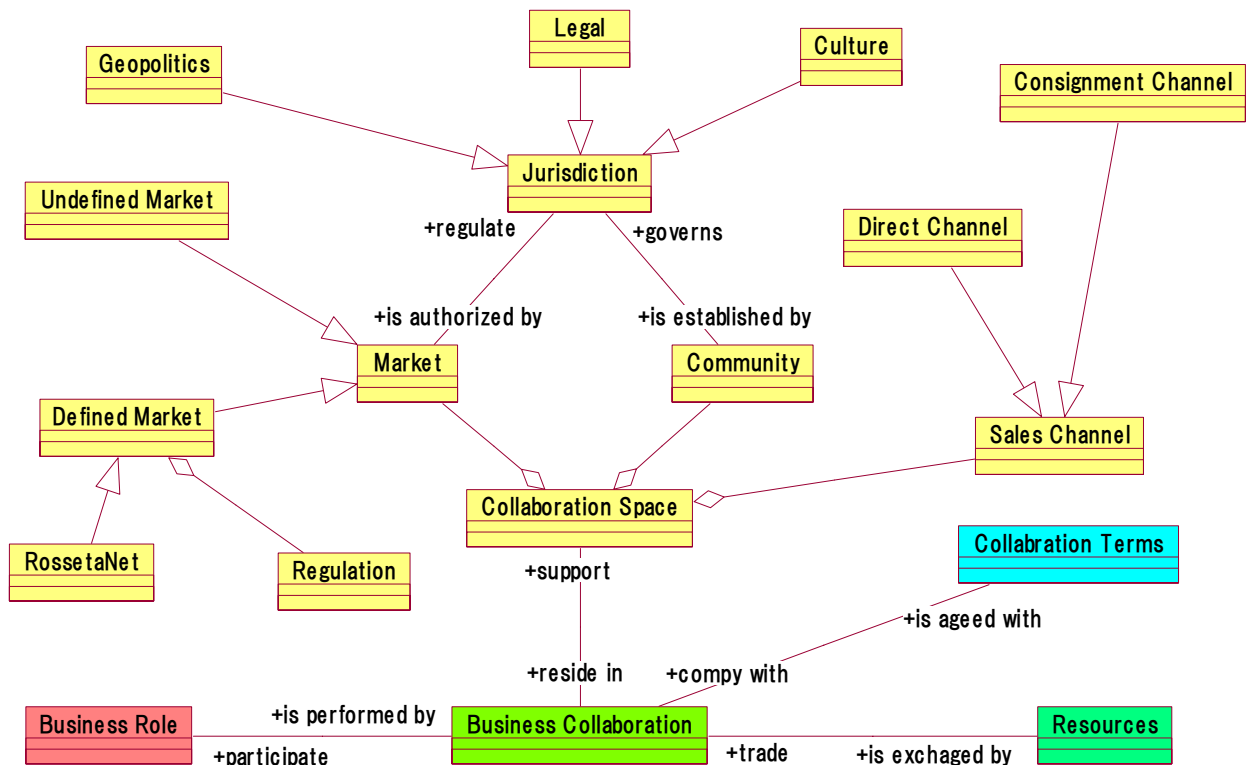 Legal
Culture
Geopolitics
Consignment Channel
Jurisdiction
Undefined Market
Direct Channel
+regulate
+governs
+is authorized by
+is established by
Market
Community
Defined Market
Sales Channel
Collaboration Space
Collabration Terms
RossetaNet
Regulation
+support
+is ageed with
+reside in
+compy with
Business Role
+is performed by
Business Collaboration
Resources
+participate
+trade
+is exchaged by